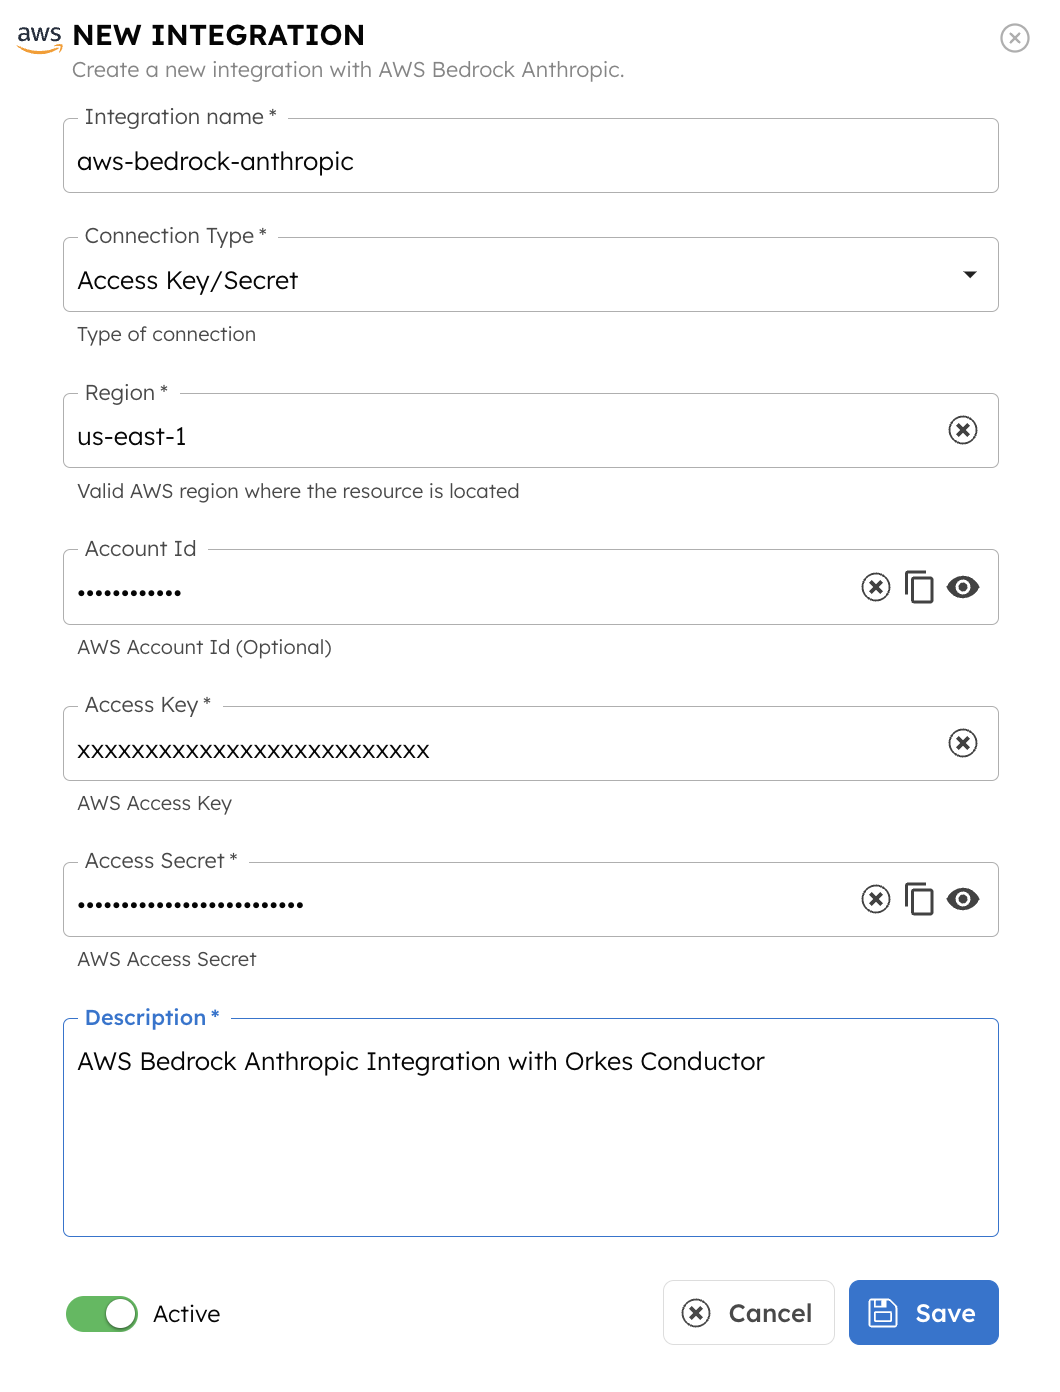 aws NEW INTEGRATION
Create a new integration with AWS Bedrock Anthropic.
Integration name *
aws-bedrock-anthropic
Connection Type *
Access Key/Secret
Type of connection
Region *
us-east-1
Valid AWS region where the resource is located
Account Id
••••••••••••
AWS Account Id (Optional)
Access Key *
xxxxxxxxxxxxxxxxxxxxxxxxxx
AWS Access Key
Access Secret *
••••••••••••••••••••••••••
AWS Access Secret
Description *
AWS Bedrock Anthropic Integration with Orkes Conductor
Active
Cancel
Save